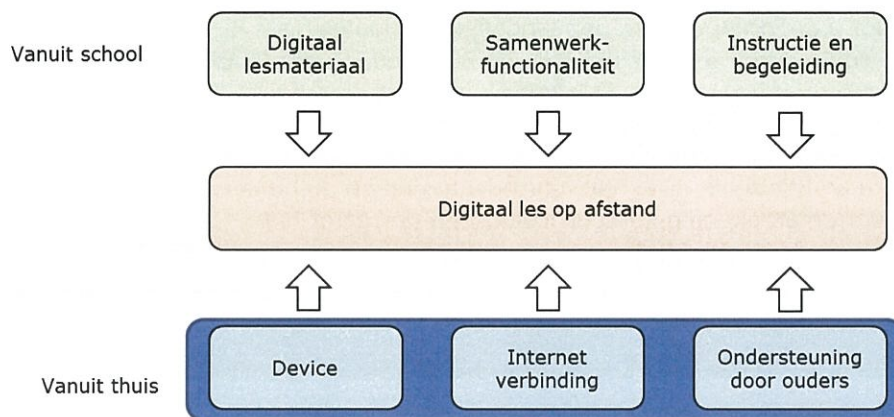 Vanuit school
Digitaal
lesmateriaal
Samenwerk-
functionaliteit
Instructie en
begeleiding
Digitaal les op afstand
Vanuit thuis
Device
Internet
verbinding
Ondersteuning
door ouders